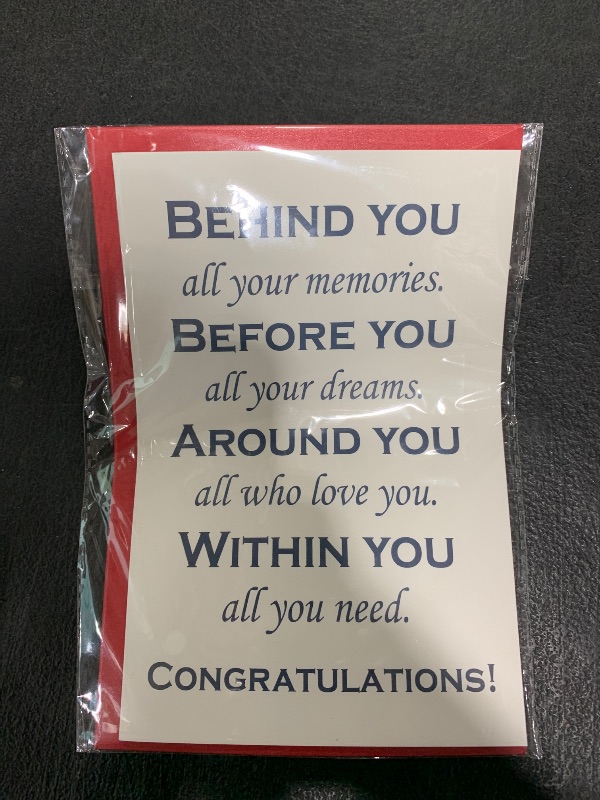 BEHIND YOU
all your memories.
BEFORE YOU
all your dreams.
AROUND YOU
all who love you.
WITHIN YOU
all you need.
CONGRATULATIONS!